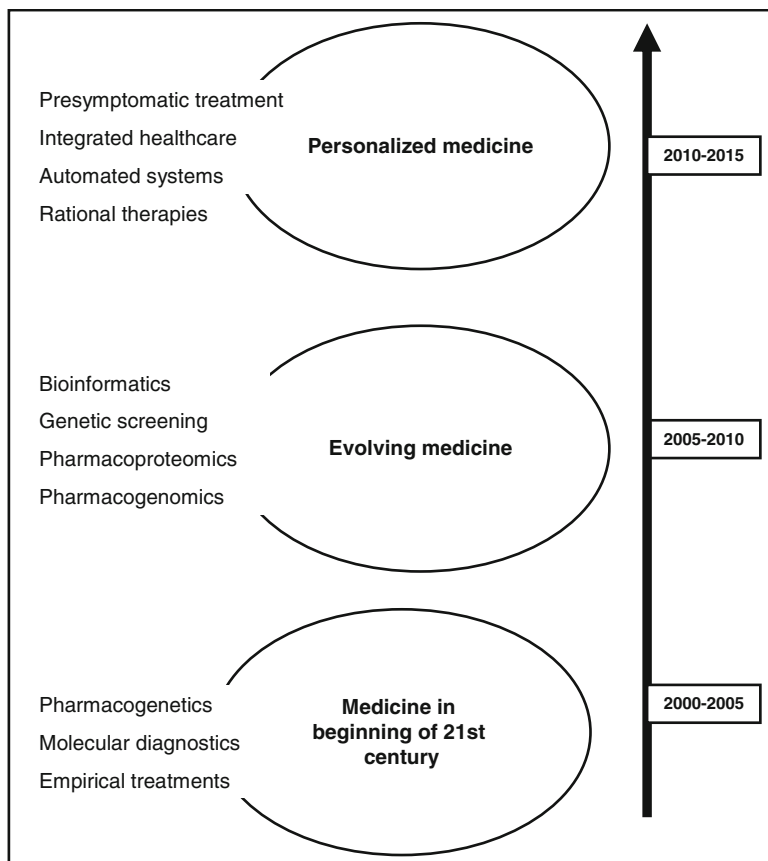 Presymptomatic treatment
Integrated healthcare
Automated systems
Rational therapies
Personalized medicine
2010-2015
Bioinformatics
Genetic screening
Pharmacoproteomics
Pharmacogenomics
Evolving medicine
2005-2010
Pharmacogenetics
Molecular diagnostics
Empirical treatments
Medicine in
beginning of 21st
century
2000-2005